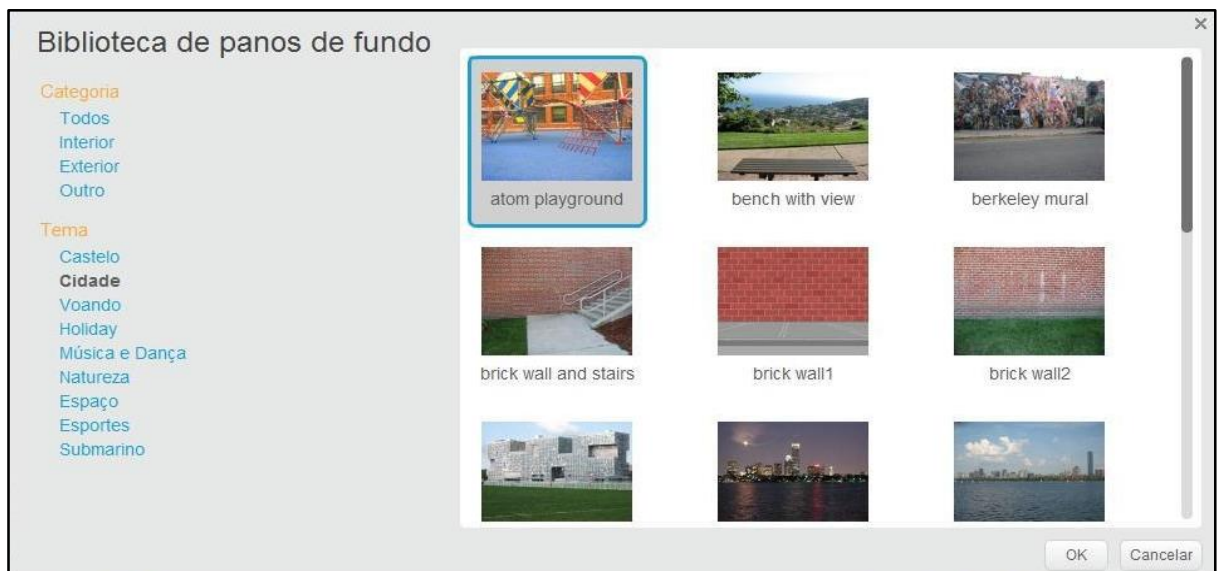 Biblioteca de panos de fundo
Categoria
Todos
Interior
Exterior
Outro
Tema
Castelo
Cidade
Voando
Holiday
Música e Dança
Natureza
Espaço
Esportes
Submarino
atom playground
bench with view
berkeley mural
brick wall and stairs
brick wall1
brick wall2
OK
Cancelar